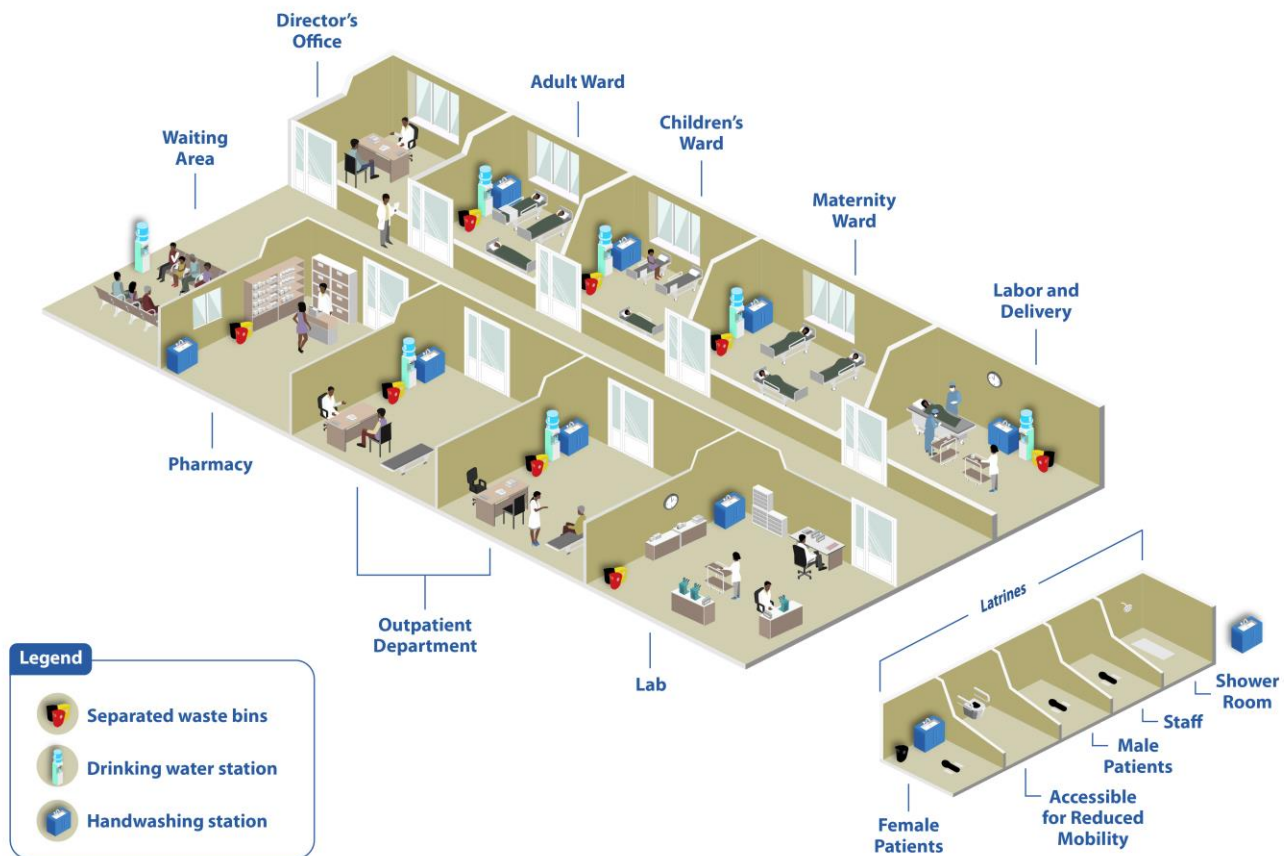 Director's
Office
Adult Ward
Children's
Ward
Waiting
Area
Maternity
Ward
Labor and
Delivery
Pharmacy
Outpatient
Department
Lab
Latrines
Shower
Room
Staff
Male
Patients
Accessible
for Reduced
Mobility
Female
Patients
Legend
Separated waste bins
Drinking water station
Handwashing station